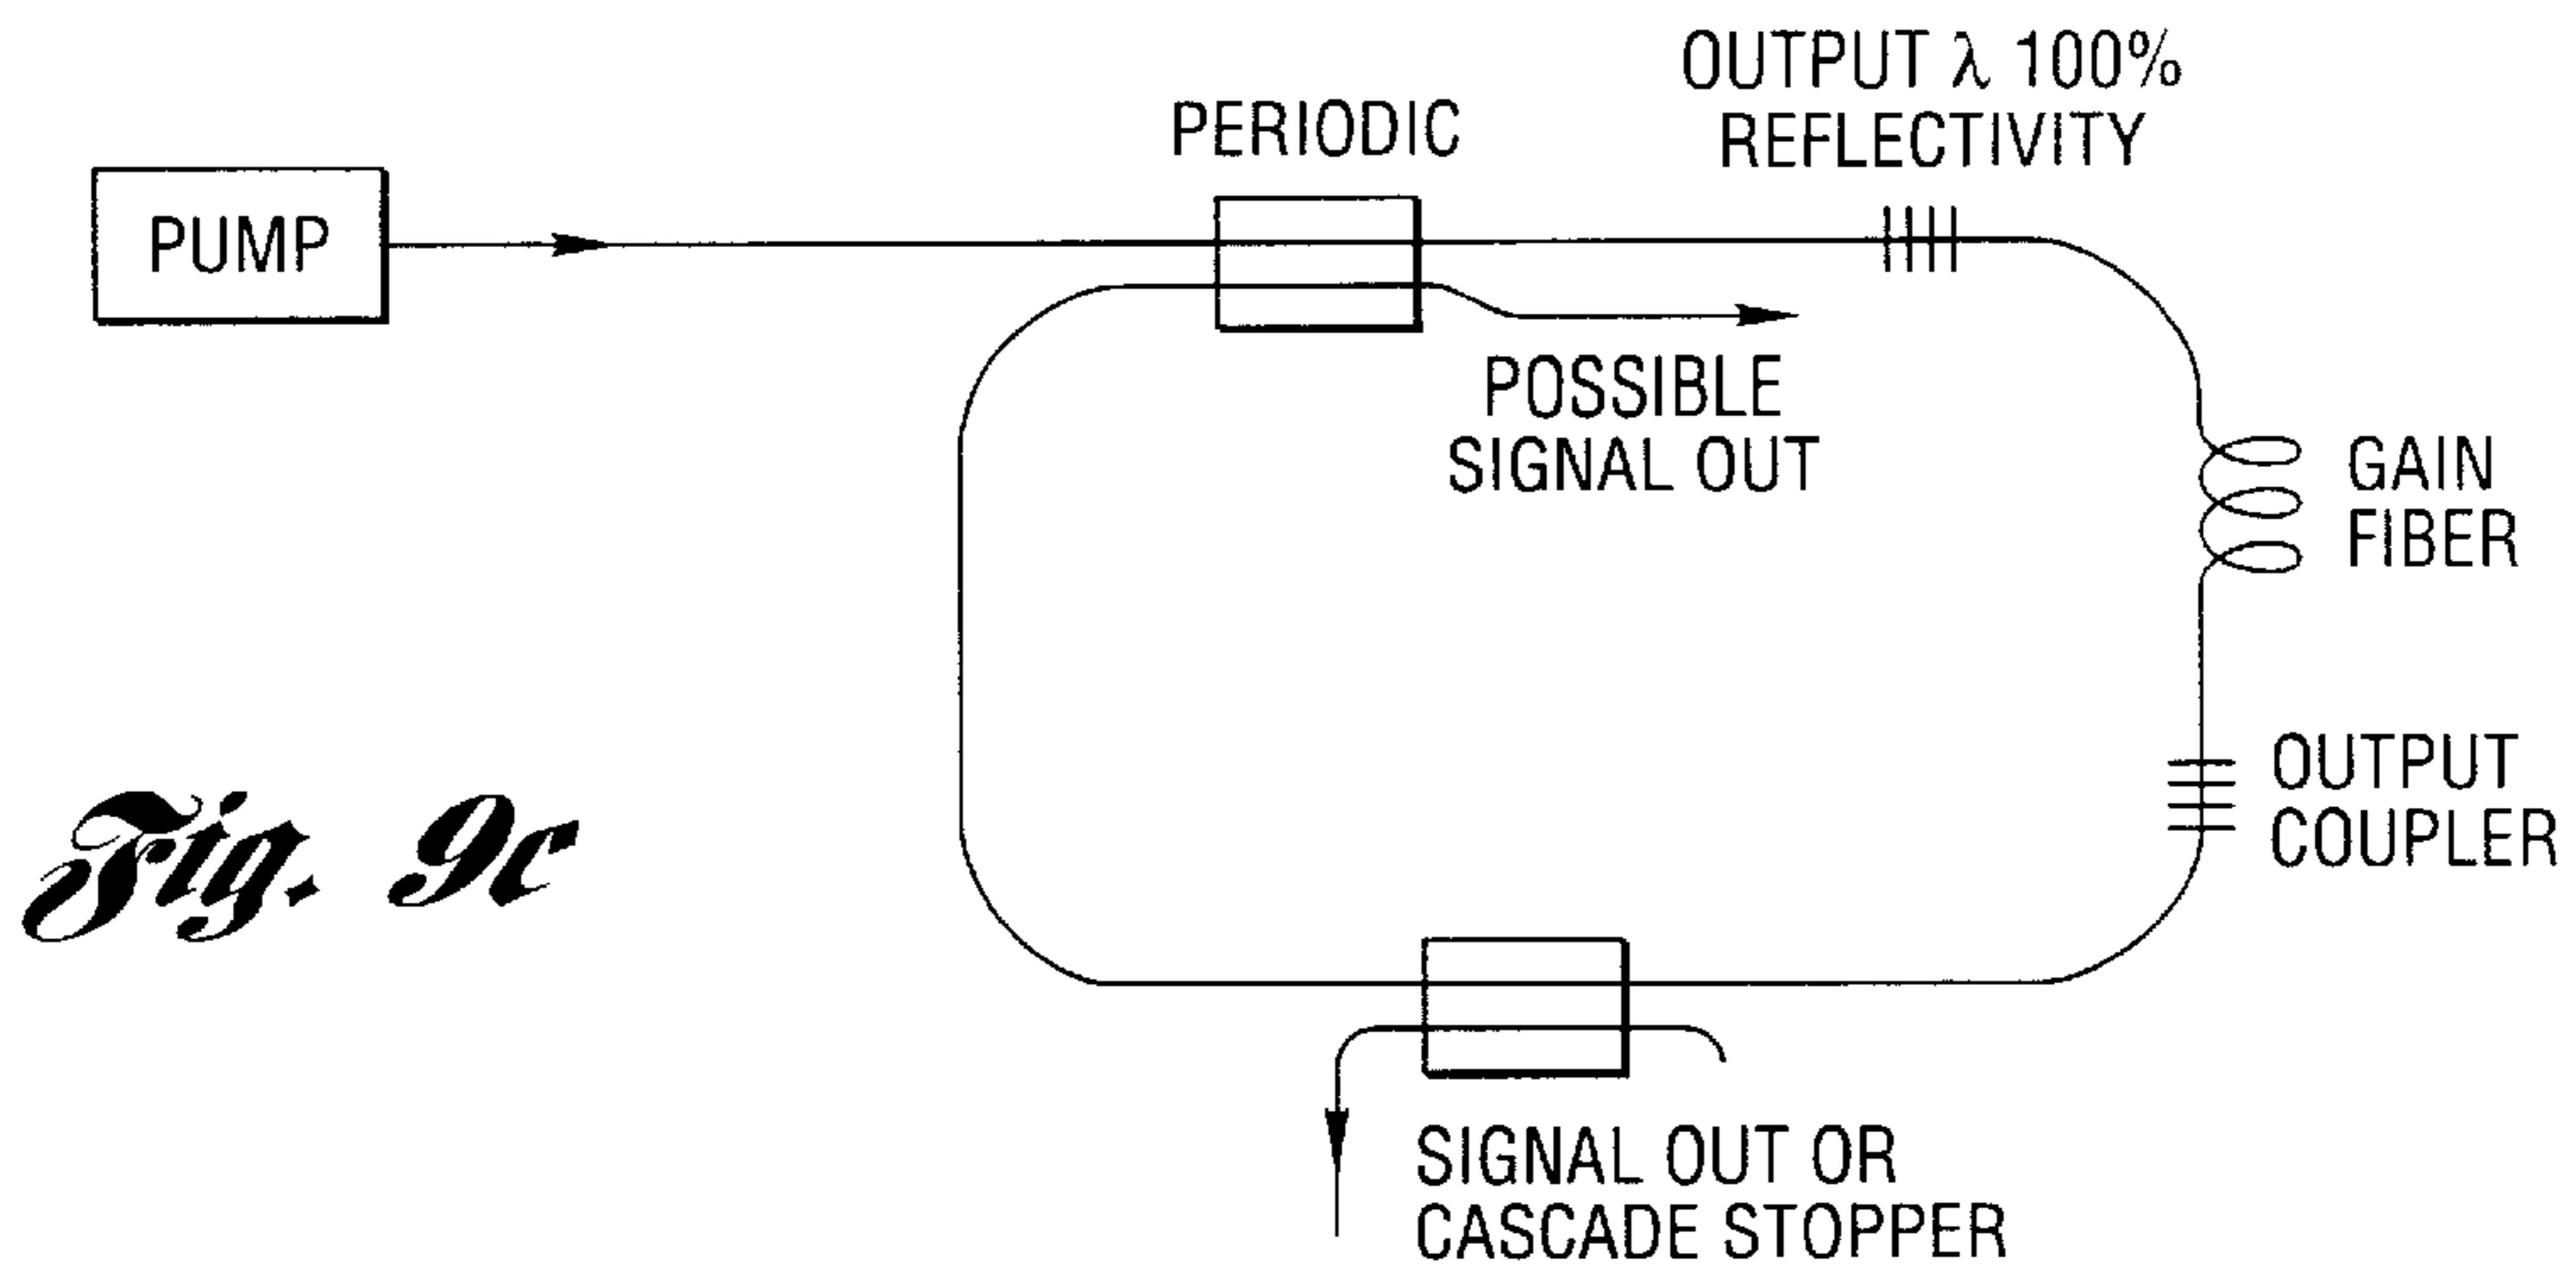 OUTPUT λ 100%
REFLECTIVITY
PERIODIC
PUMP
POSSIBLE
SIGNAL OUT
GAIN
FIBER
OUTPUT
COUPLER
Fig. 9c
SIGNAL OUT OR
CASCADE STOPPER